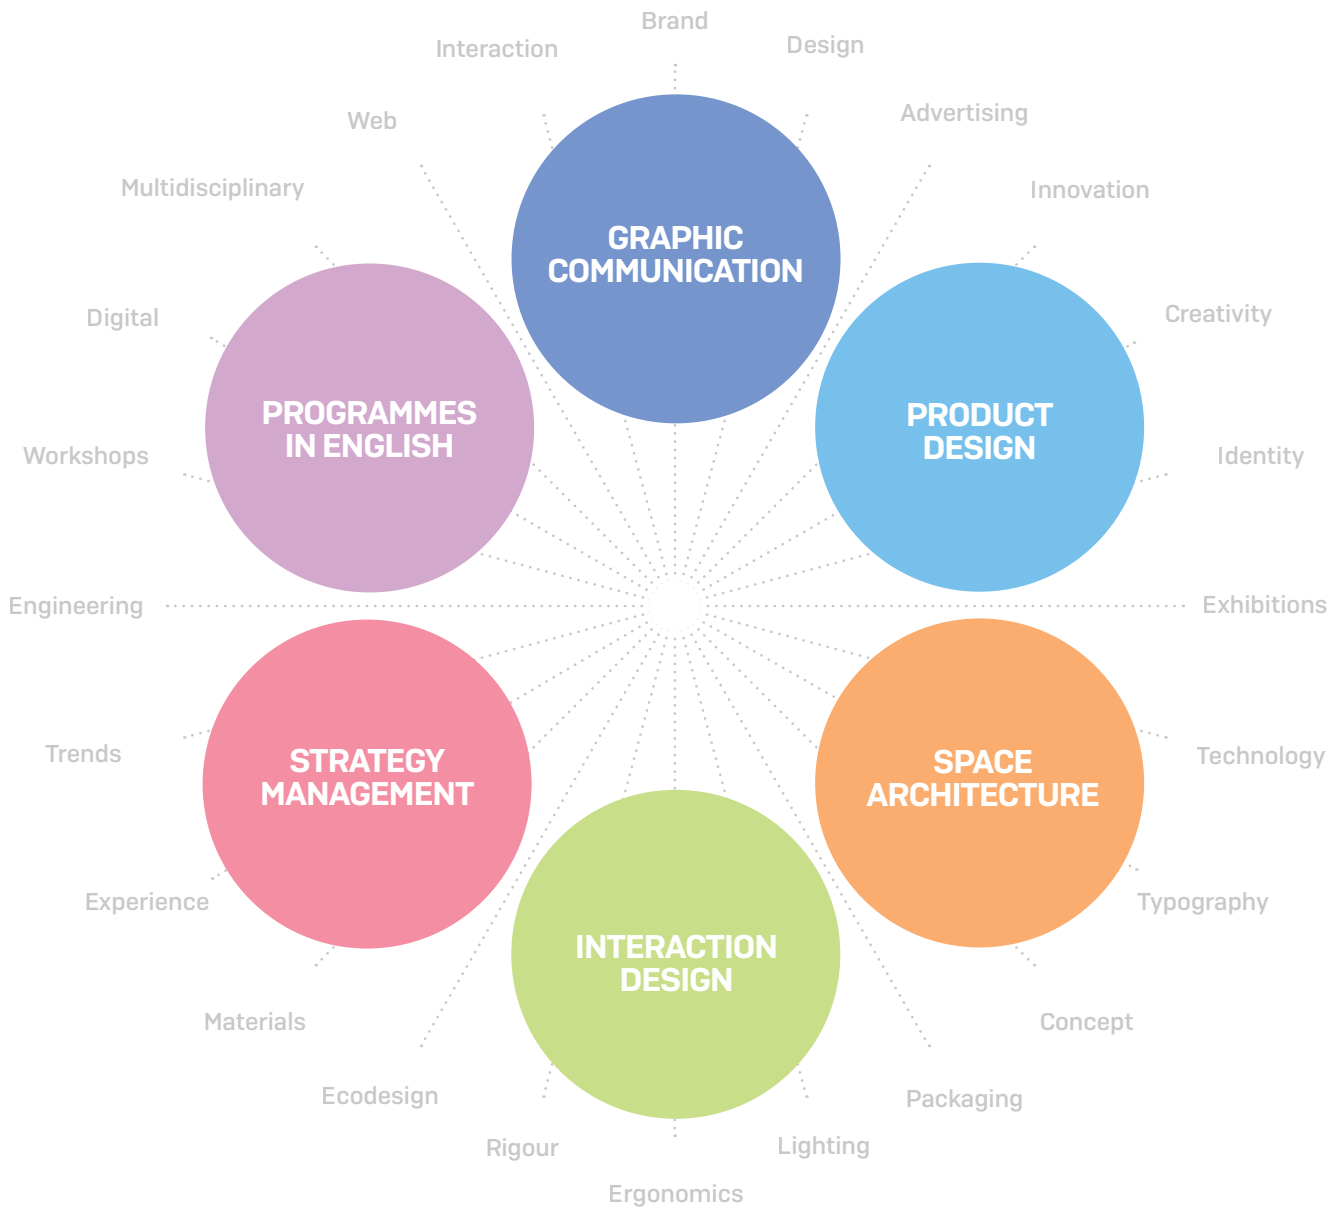 Brand
Interaction
Design
Web
Advertising
Multidisciplinary
Innovation
GRAPHIC
COMMUNICATION
Digital
Creativity
PROGRAMMES
IN ENGLISH
PRODUCT
DESIGN
Workshops
Identity
Engineering
Exhibitions
Trends
Technology
STRATEGY
MANAGEMENT
SPACE
ARCHITECTURE
Experience
Typography
INTERACTION
DESIGN
Materials
Concept
Ecodesign
Packaging
Rigour
Lighting
Ergonomics